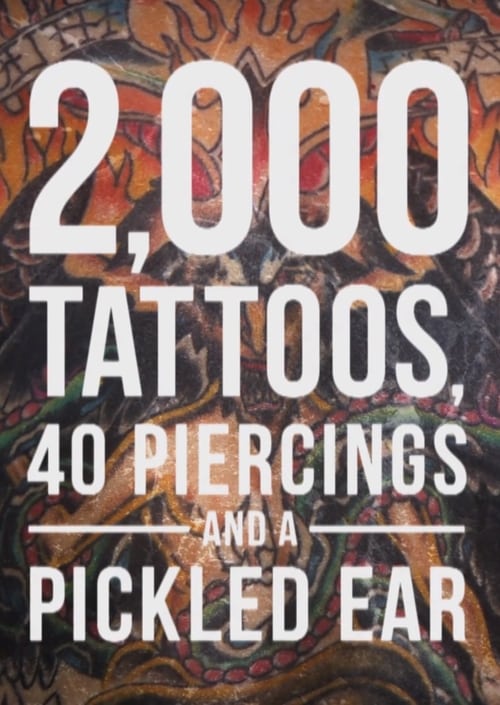 2,000
TATTOOS,
40 PIERCINGS
AND A
PICKLED EAR